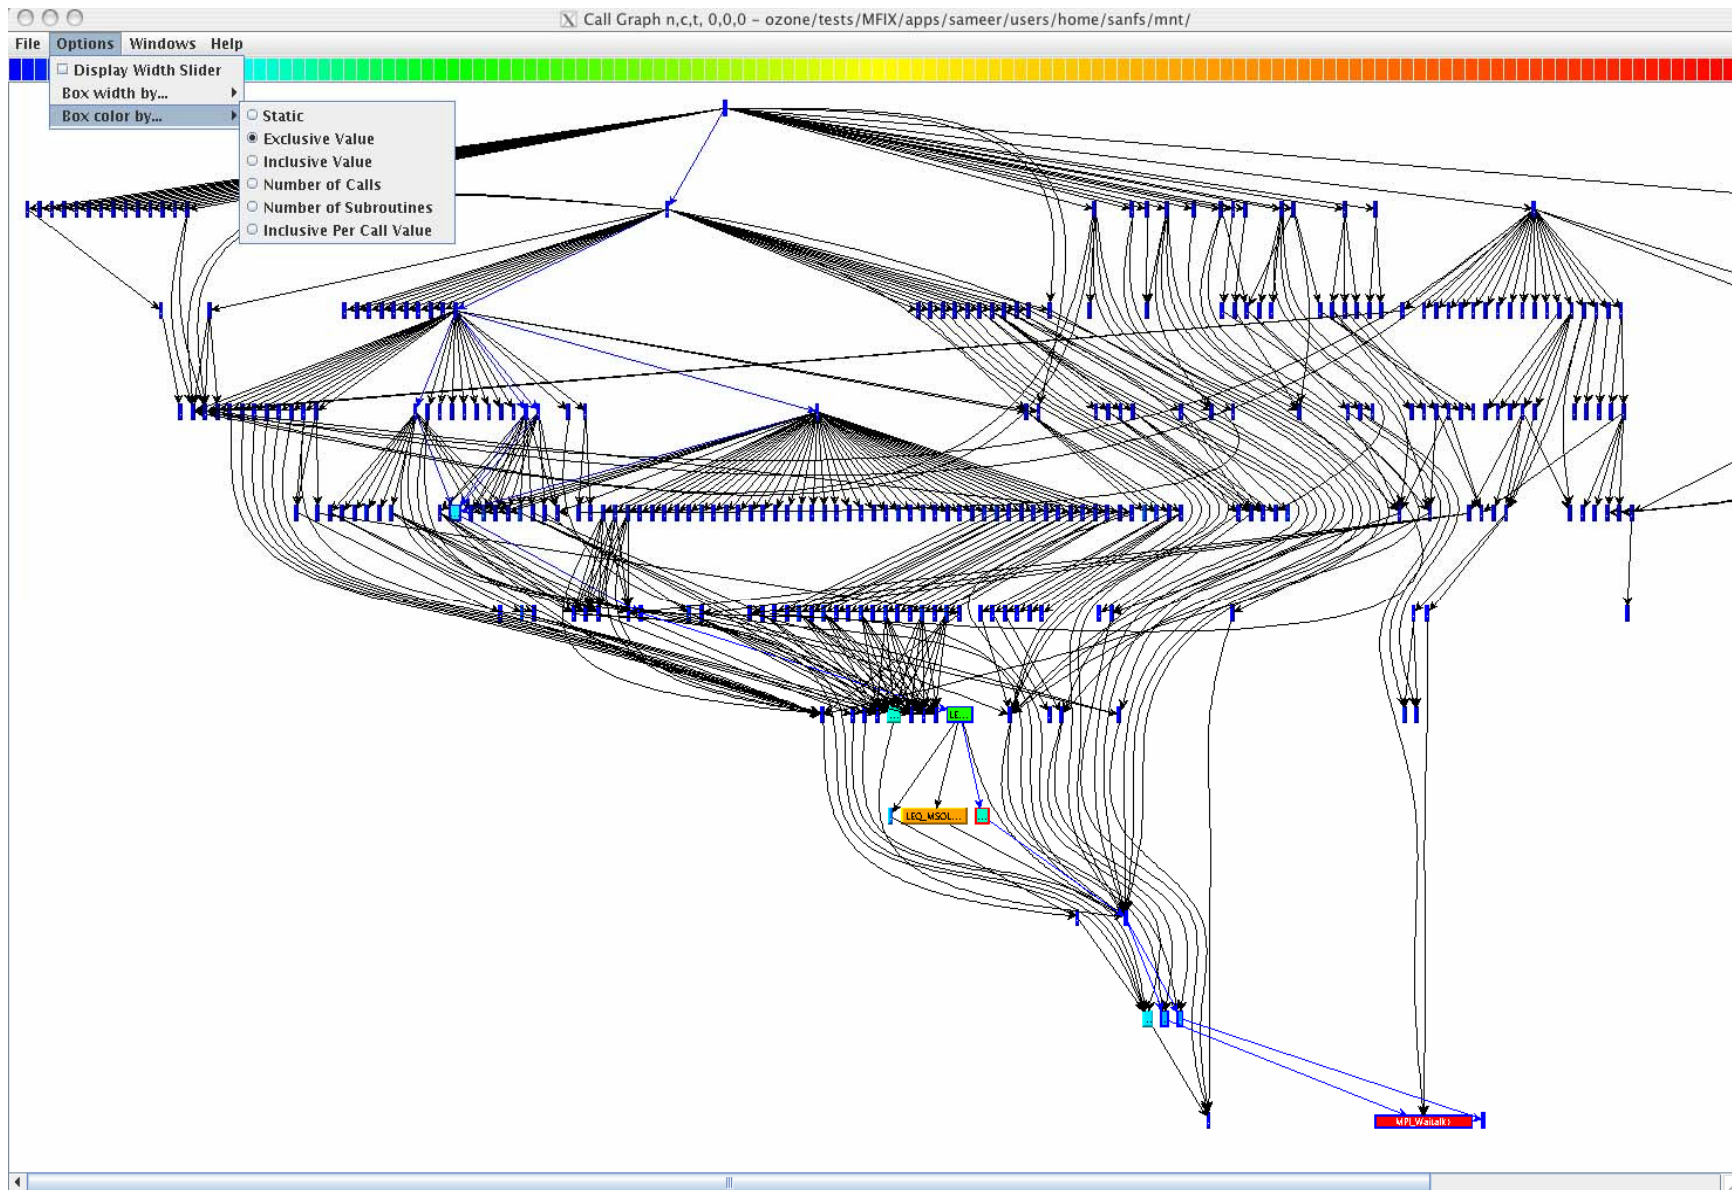 Call Graph n,c,t, 0,0,0 - ozone/tests/MFIX/apps/sameer/users/home/sanfs/mnt/
File Options Windows Help
Display Width Slider
Box width by...
Box color by...
Static
Exclusive Value
Inclusive Value
Number of Calls
Number of Subroutines
Inclusive Per Call Value
LE...
LEQ_MSOL...
MPI_Waitall()